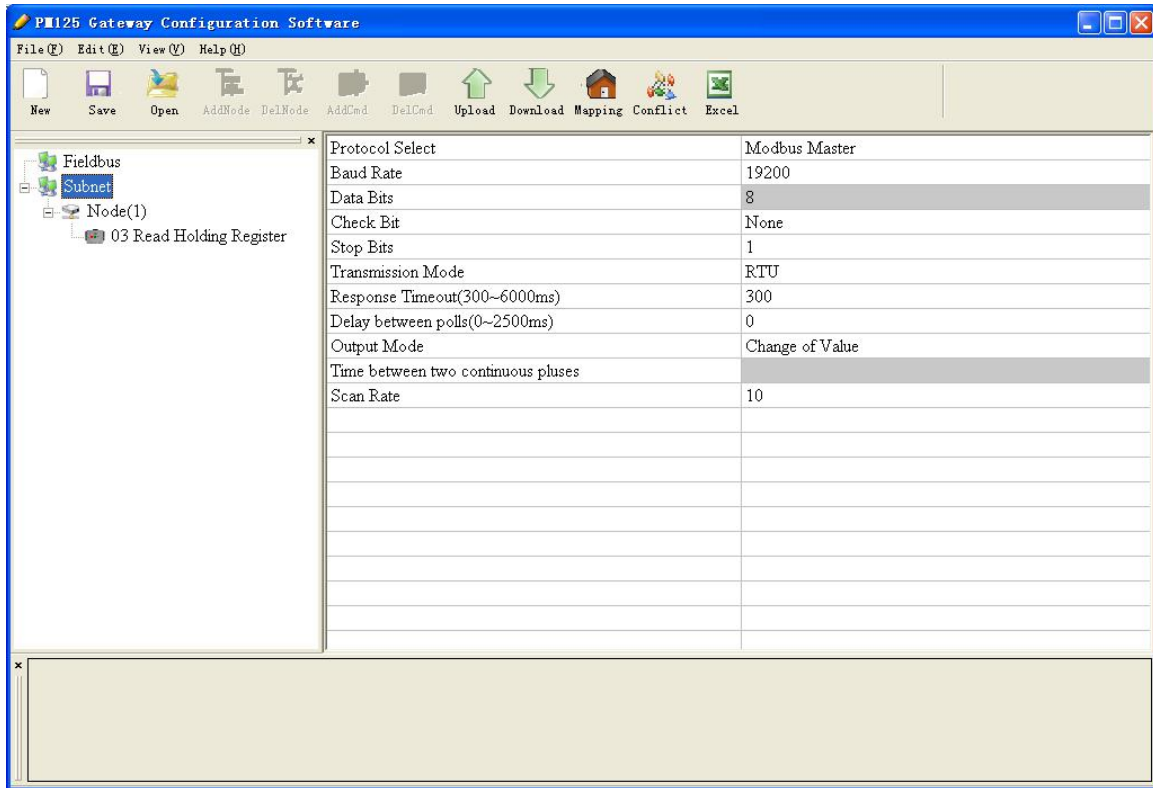 PM125 Gateway Configuration Software
File(F) Edit(E) View(V) Help(H)
New Save Open AddNode DelNode AddCmd DelCmd Upload Download Mapping Conflict Excel
Fieldbus
Subnet
Node(1)
03 Read Holding Register
Protocol Select Modbus Master
Baud Rate 19200
Data Bits 8
Check Bit None
Stop Bits 1
Transmission Mode RTU
Response Timeout(300~6000ms) 300
Delay between polls(0~2500ms) 0
Output Mode Change of Value
Time between two continuous pluses
Scan Rate 10